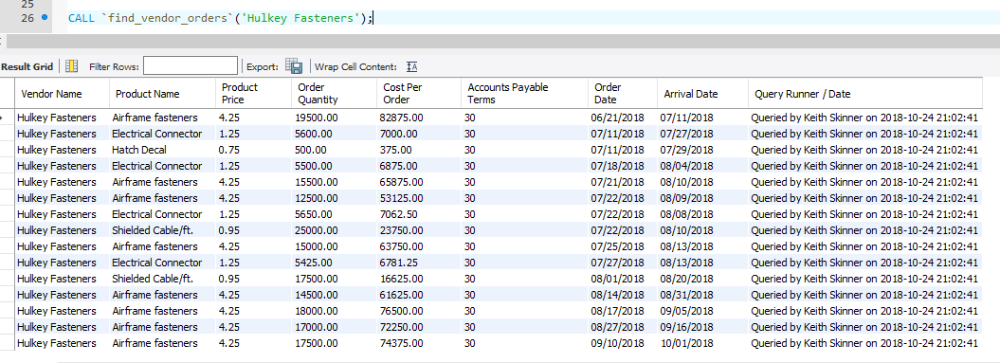 25
26 CALL `find_vendor_orders`('Hulkey Fasteners');
Result Grid Filter Rows: Export: Wrap Cell Content:
Vendor Name Product Name Product Price Order Quantity Cost Per Order Accounts Payable Terms Order Date Arrival Date Query Runner / Date
Hulkey Fasteners Airframe fasteners 4.25 19500.00 82875.00 30 06/21/2018 07/11/2018 Queried by Keith Skinner on 2018-10-24 21:02:41
Hulkey Fasteners Electrical Connector 1.25 5600.00 7000.00 30 07/11/2018 07/27/2018 Queried by Keith Skinner on 2018-10-24 21:02:41
Hulkey Fasteners Hatch Decal 0.75 500.00 375.00 30 07/11/2018 07/29/2018 Queried by Keith Skinner on 2018-10-24 21:02:41
Hulkey Fasteners Electrical Connector 1.25 5500.00 6875.00 30 07/18/2018 08/04/2018 Queried by Keith Skinner on 2018-10-24 21:02:41
Hulkey Fasteners Airframe fasteners 4.25 15500.00 65875.00 30 07/21/2018 08/10/2018 Queried by Keith Skinner on 2018-10-24 21:02:41
Hulkey Fasteners Airframe fasteners 4.25 12500.00 53125.00 30 07/22/2018 08/09/2018 Queried by Keith Skinner on 2018-10-24 21:02:41
Hulkey Fasteners Electrical Connector 1.25 5650.00 7062.50 30 07/22/2018 08/08/2018 Queried by Keith Skinner on 2018-10-24 21:02:41
Hulkey Fasteners Shielded Cable/ft. 0.95 25000.00 23750.00 30 07/22/2018 08/10/2018 Queried by Keith Skinner on 2018-10-24 21:02:41
Hulkey Fasteners Airframe fasteners 4.25 15000.00 63750.00 30 07/25/2018 08/13/2018 Queried by Keith Skinner on 2018-10-24 21:02:41
Hulkey Fasteners Electrical Connector 1.25 5425.00 6781.25 30 07/27/2018 08/13/2018 Queried by Keith Skinner on 2018-10-24 21:02:41
Hulkey Fasteners Shielded Cable/ft. 0.95 17500.00 16625.00 30 08/01/2018 08/20/2018 Queried by Keith Skinner on 2018-10-24 21:02:41
Hulkey Fasteners Airframe fasteners 4.25 14500.00 61625.00 30 08/14/2018 08/31/2018 Queried by Keith Skinner on 2018-10-24 21:02:41
Hulkey Fasteners Airframe fasteners 4.25 18000.00 76500.00 30 08/17/2018 09/05/2018 Queried by Keith Skinner on 2018-10-24 21:02:41
Hulkey Fasteners Airframe fasteners 4.25 17000.00 72250.00 30 08/27/2018 09/16/2018 Queried by Keith Skinner on 2018-10-24 21:02:41
Hulkey Fasteners Airframe fasteners 4.25 17500.00 74375.00 30 09/10/2018 10/01/2018 Queried by Keith Skinner on 2018-10-24 21:02:41